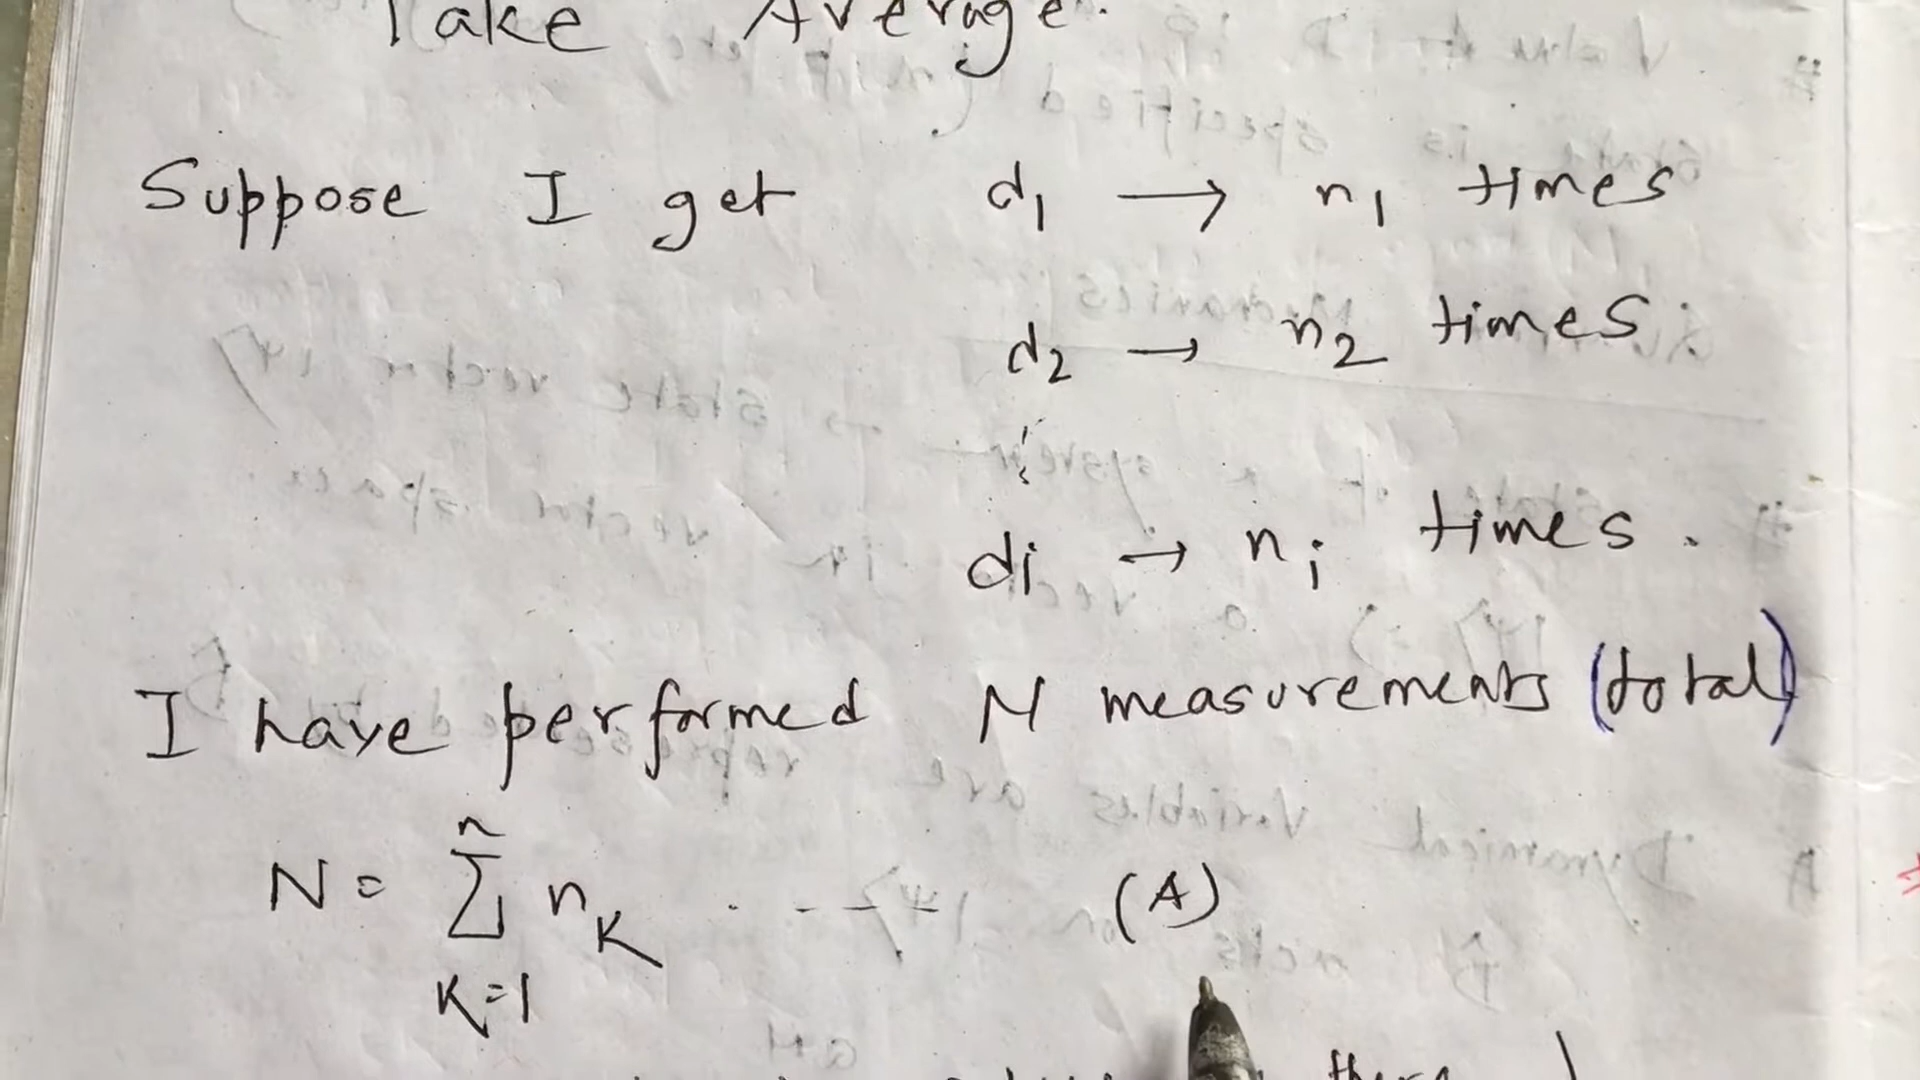 Take Average.
Suppose I get d1 → n1 times
d2 → n2 times
di → ni times.
I have performed N measurements (total)
n
N = Σ nK - - - - - (A)
K=1